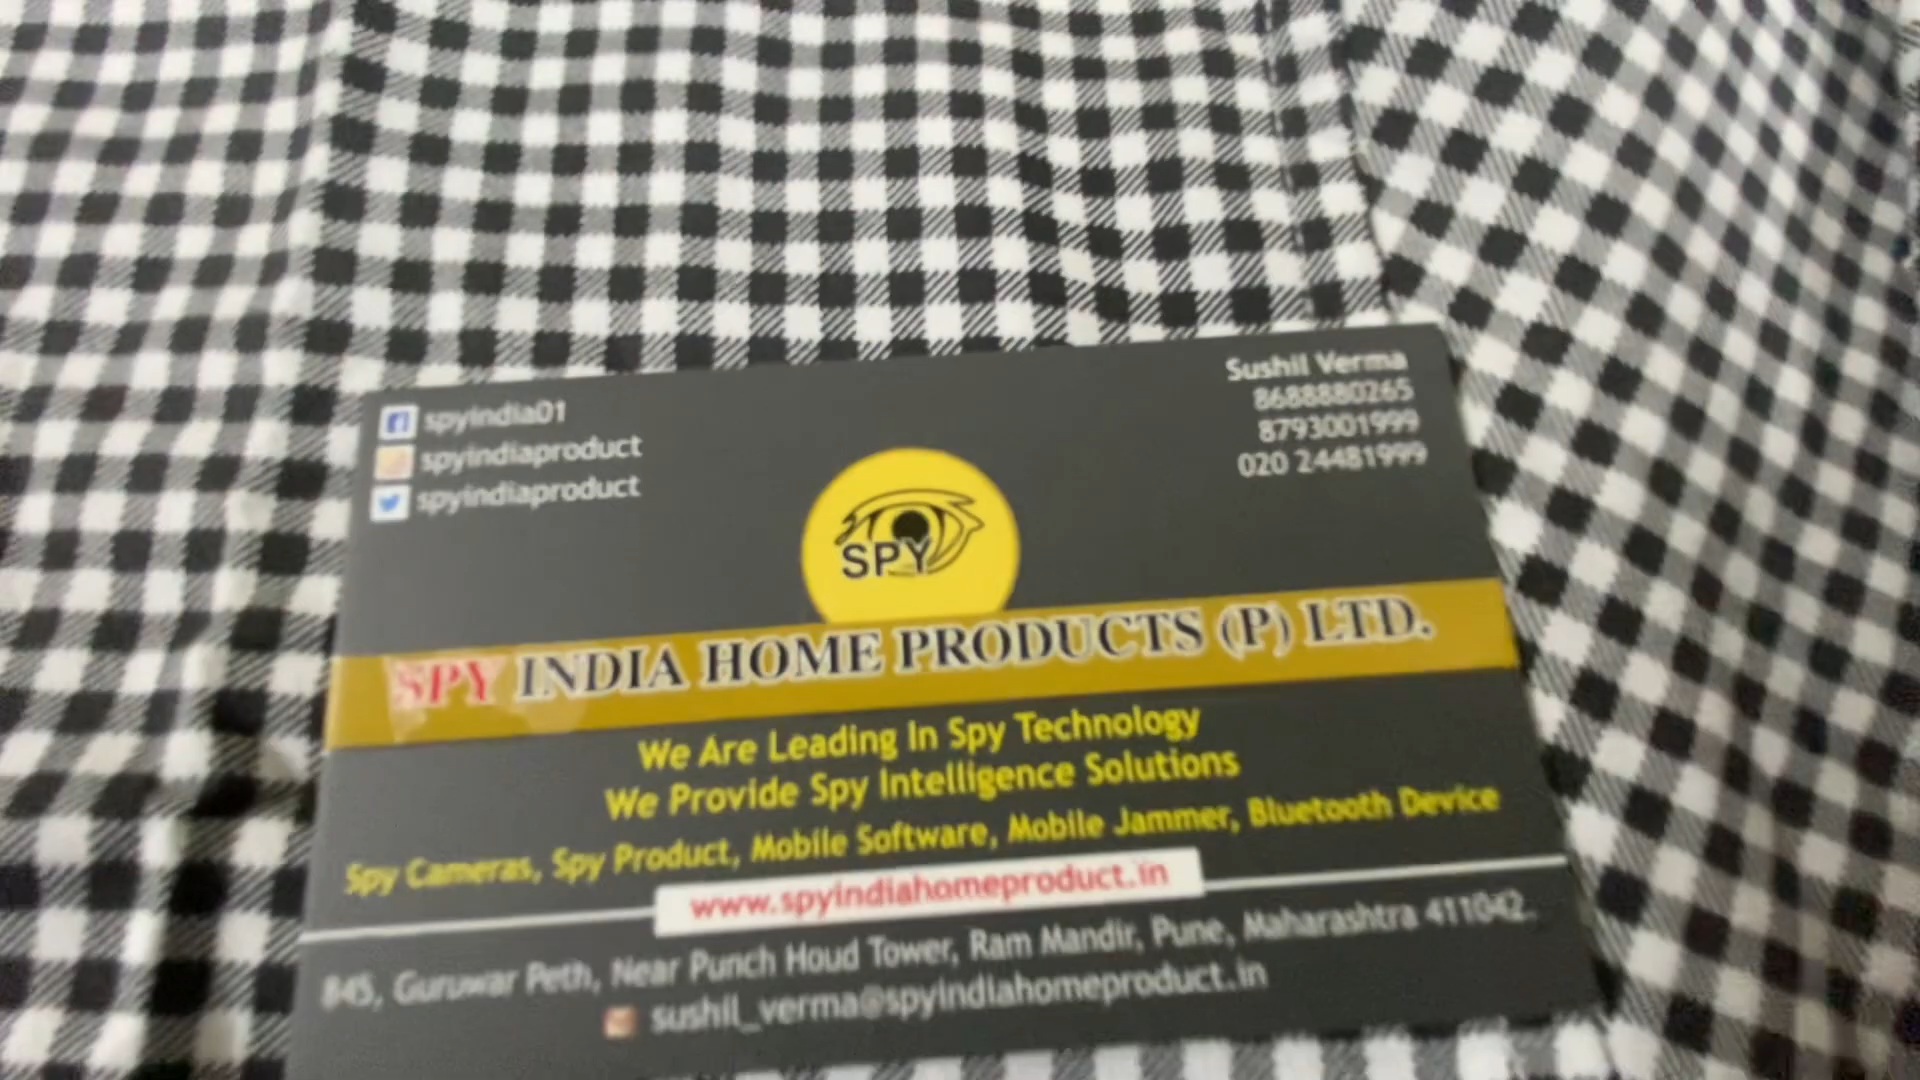 spyindia01
spyindiaproduct
spyindiaproduct
Sushil Verma
8688880265
8793001999
020 24481999
SPY
SPY INDIA HOME PRODUCTS (P) LTD.
We Are Leading In Spy Technology
We Provide Spy Intelligence Solutions
Spy Cameras, Spy Product, Mobile Software, Mobile Jammer, Bluetooth Device
www.spyindiahomeproduct.in
845, Guruwar Peth, Near Punch Houd Tower, Ram Mandir, Pune, Maharashtra 411042.
sushil_verma@spyindiahomeproduct.in